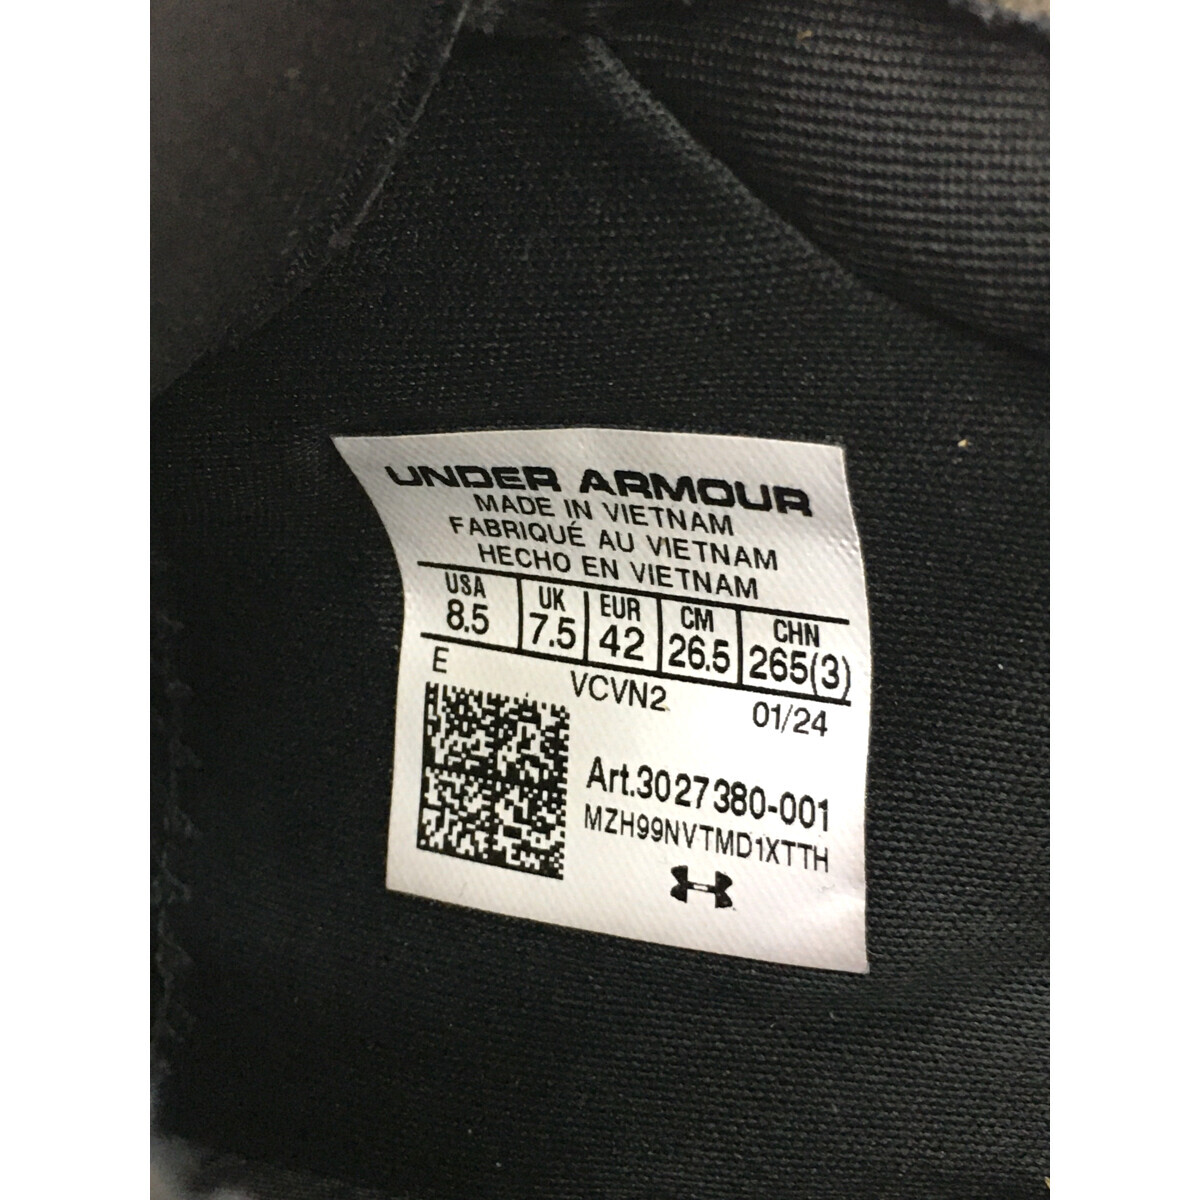 UNDER ARMOUR
MADE IN VIETNAM
FABRIQUÉ AU VIETNAM
HECHO EN VIETNAM
USA UK EUR CM CHN
8.5 7.5 42 26.5 265(3)
E VCVN2 01/24
Art.3027380-001
MZH99NVTMD1XTTH